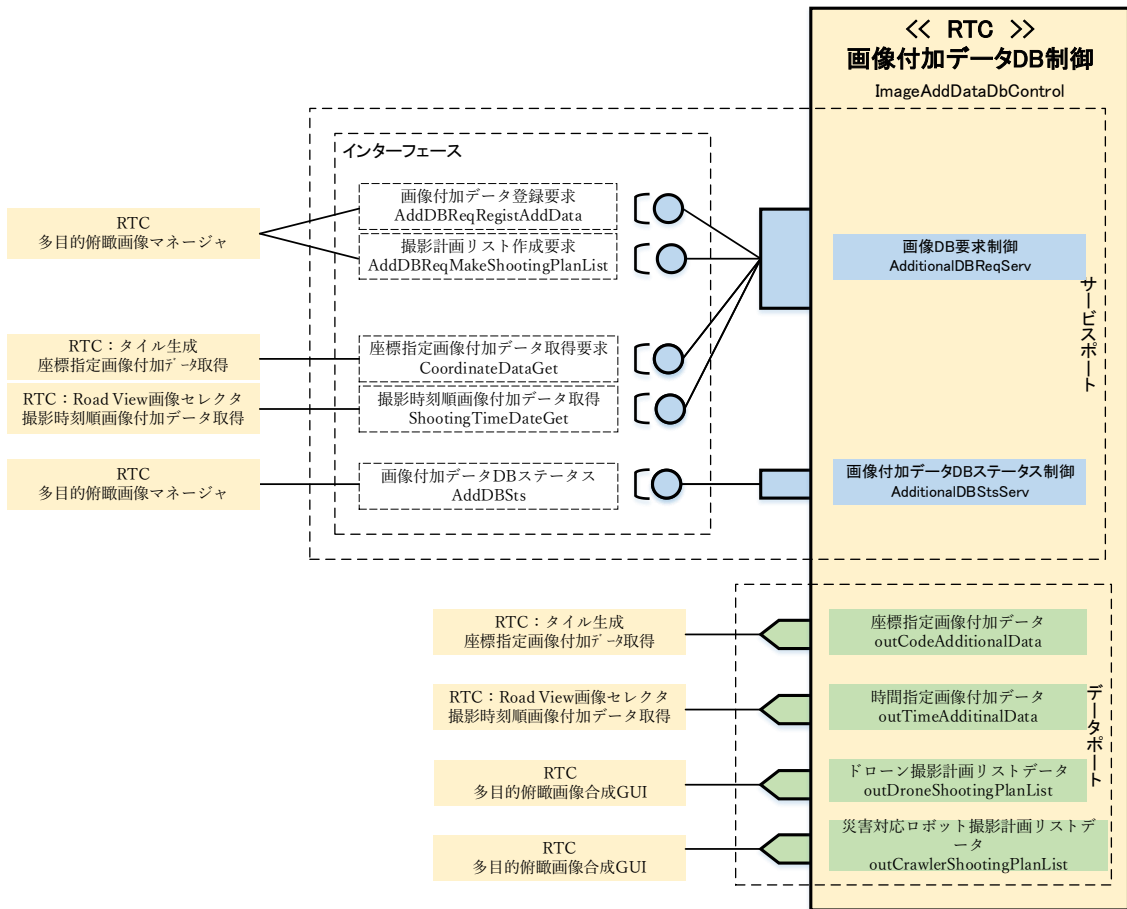 << RTC >>
画像付加データDB制御
ImageAddDataDbControl
インターフェース
RTC
多目的俯瞰画像マネージャ
画像付加データ登録要求
AddDBReqRegistAddData
撮影計画リスト作成要求
AddDBReqMakeShootingPlanList
画像DB要求制御
AdditionalDBReqServ
サービスポート
RTC：タイル生成
座標指定画像付加データ取得
座標指定画像付加データ取得要求
CoordinateDataGet
RTC：Road View画像セレクタ
撮影時刻順画像付加データ取得
撮影時刻順画像付加データ取得
ShootingTimeDateGet
RTC
多目的俯瞰画像マネージャ
画像付加データDBステータス
AddDBSts
画像付加データDBステータス制御
AdditionalDBStsServ
RTC：タイル生成
座標指定画像付加データ取得
座標指定画像付加データ
outCodeAdditionalData
RTC：Road View画像セレクタ
撮影時刻順画像付加データ取得
時間指定画像付加データ
outTimeAdditinalData
データポート
RTC
多目的俯瞰画像合成GUI
ドローン撮影計画リストデータ
outDroneShootingPlanList
RTC
多目的俯瞰画像合成GUI
災害対応ロボット撮影計画リストデ
ータ
outCrawlerShootingPlanList